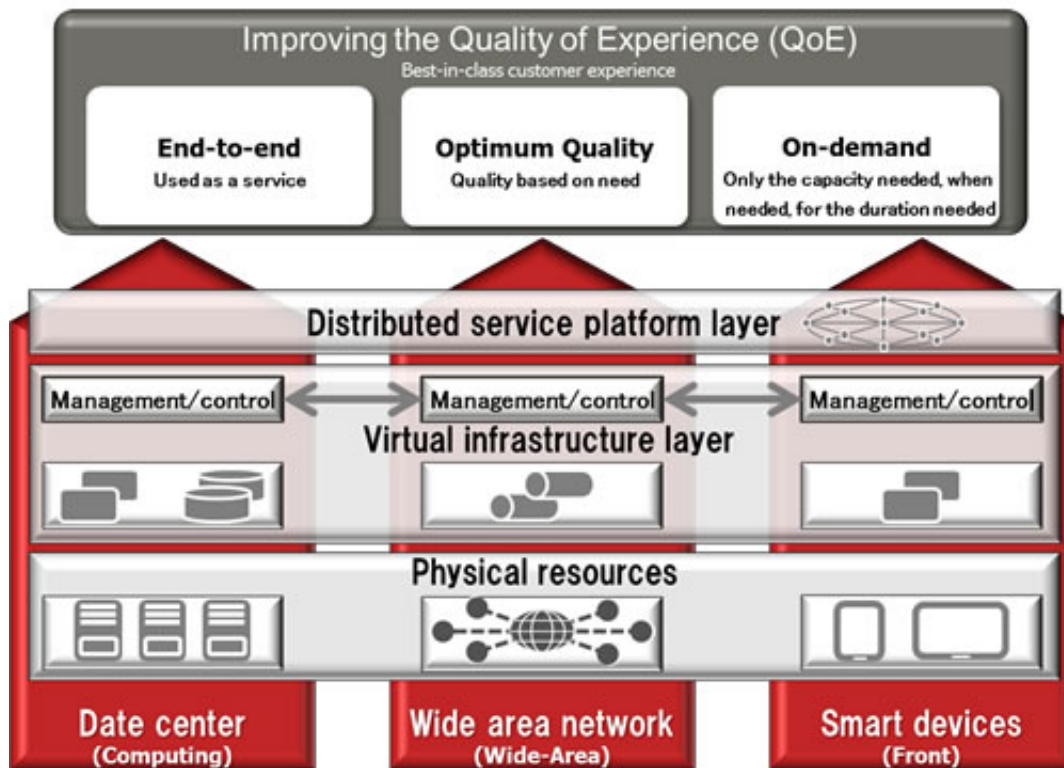 Improving the Quality of Experience (QoE)
Best-in-class customer experience
End-to-end
Used as a service
Optimum Quality
Quality based on need
On-demand
Only the capacity needed, when
needed, for the duration needed
Distributed service platform layer
Management/control
Management/control
Management/control
Virtual infrastructure layer
Physical resources
Date center
(Computing)
Wide area network
(Wide-Area)
Smart devices
(Front)